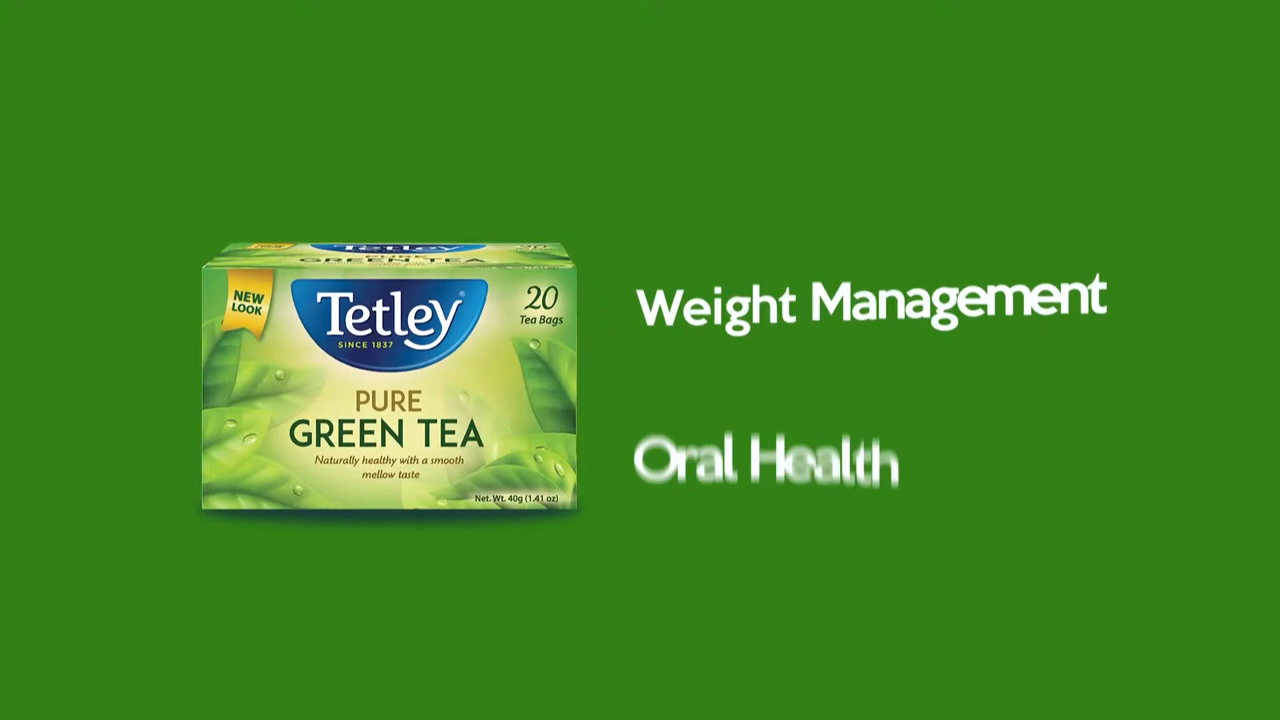 NEW
LOOK
Tetley®
SINCE 1837
20
Tea Bags
PURE
GREEN TEA
Naturally healthy with a smooth
mellow taste
Net. Wt. 40g (1.41 oz)
Weight Management
Oral Health